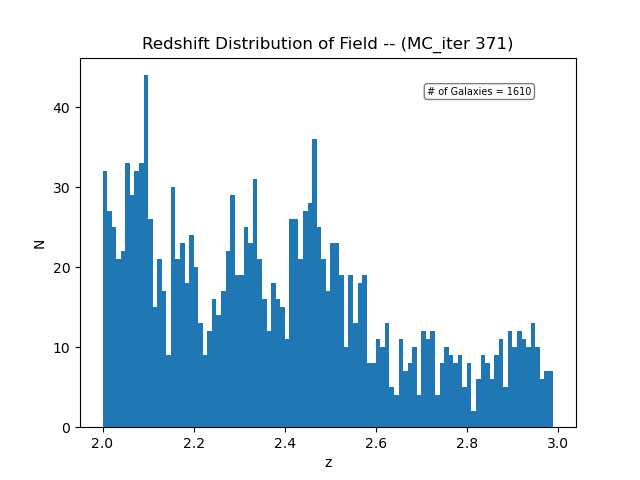 Redshift Distribution of Field -- (MC_iter 371)
# of Galaxies = 1610
N
40
30
20
10
0
2.0 2.2 2.4 2.6 2.8 3.0
z